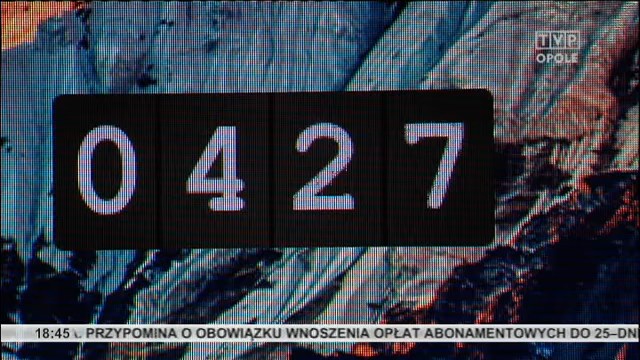 TVP
OPOLE
0427
18:45 PRZYPOMINA O OBOWIĄZKU WNOSZENIA OPŁAT ABONAMENTOWYCH DO 25-DN